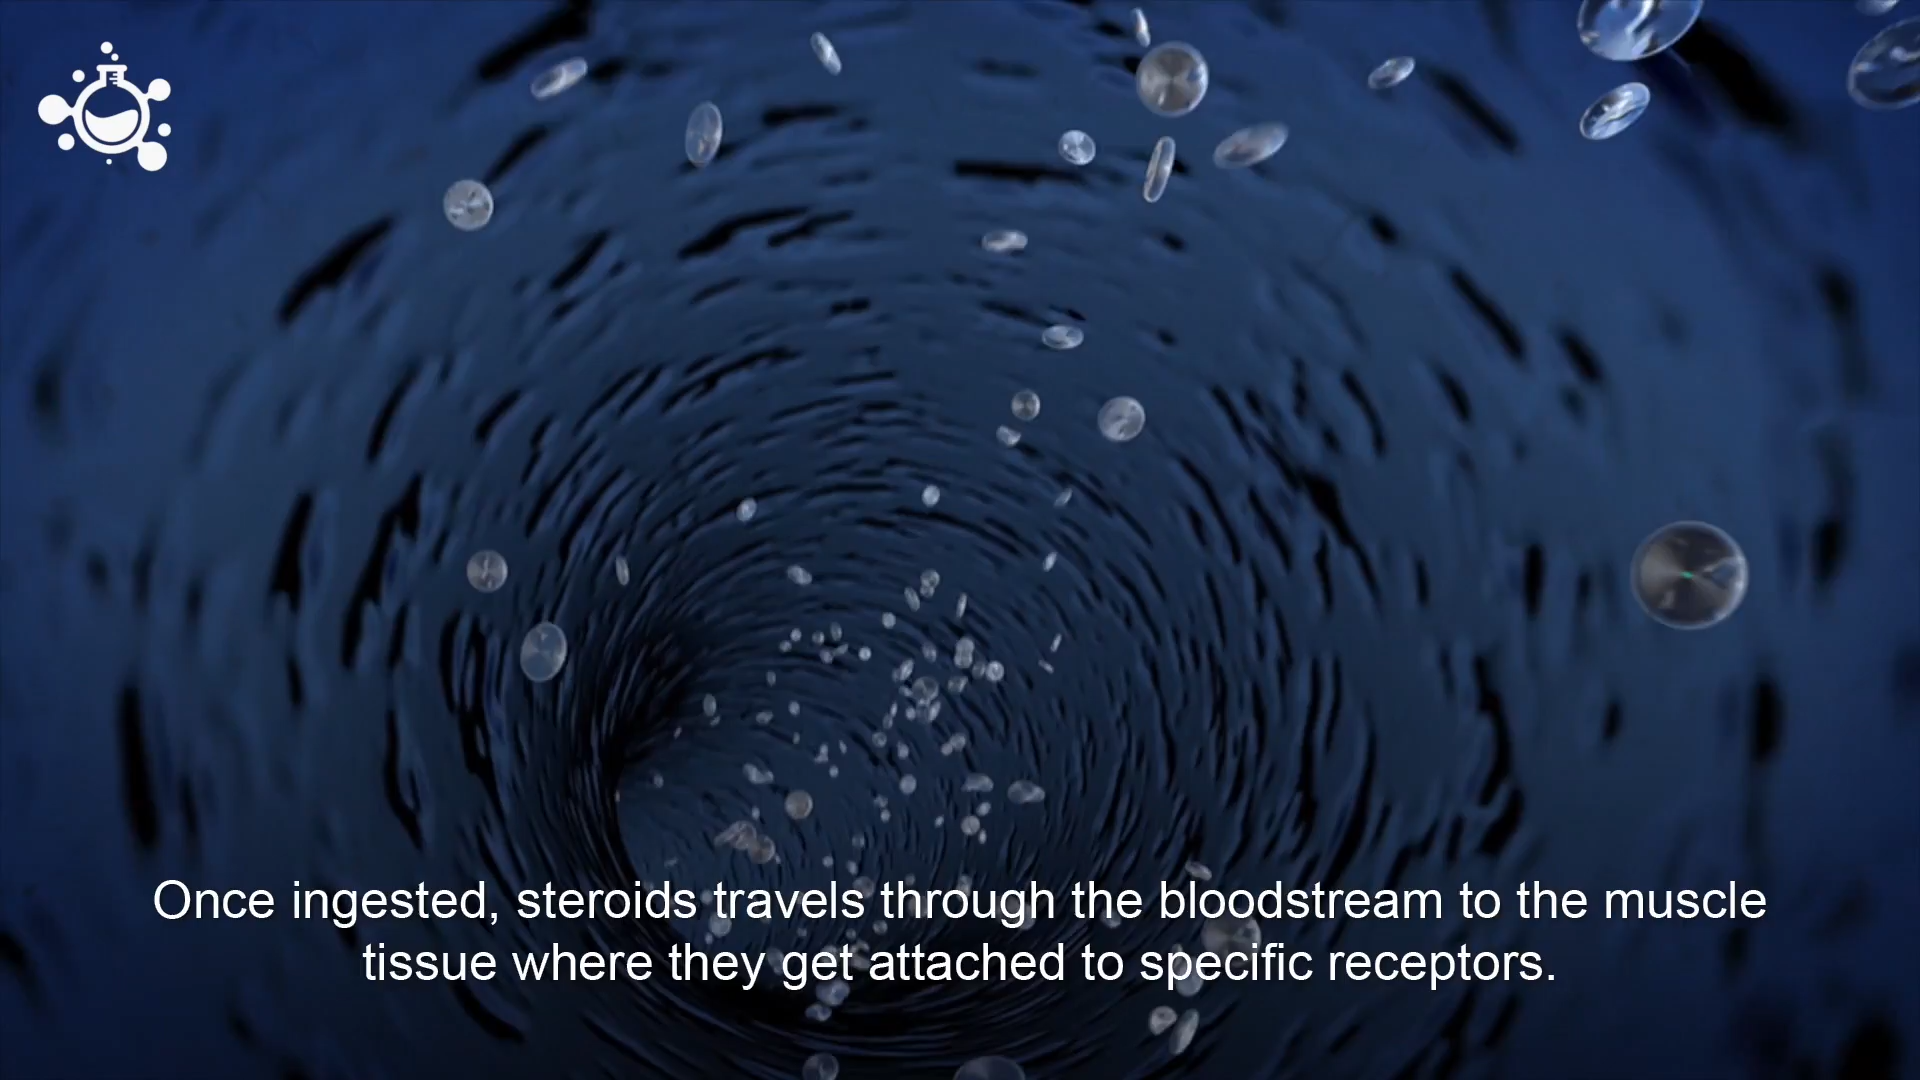 Once ingested, steroids travels through the bloodstream to the muscle
tissue where they get attached to specific receptors.